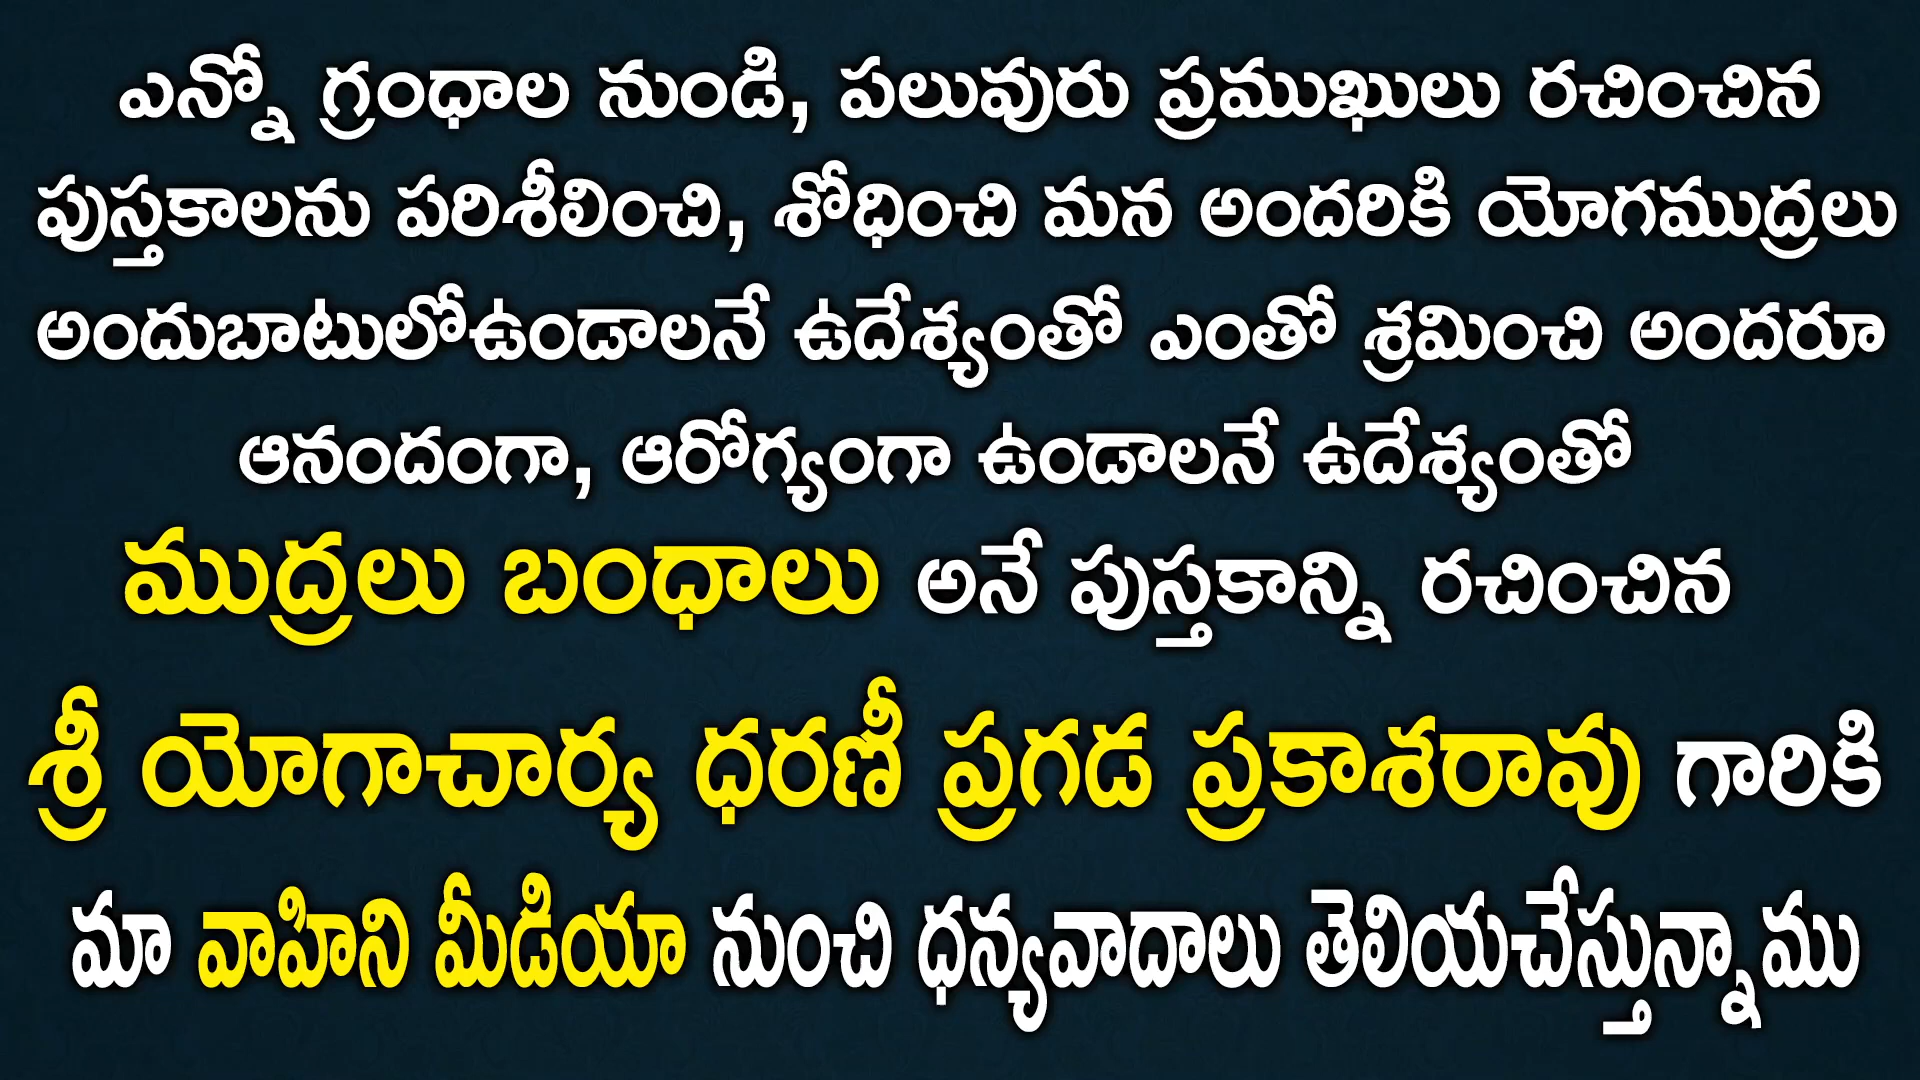 ఎన్నో గ్రంధాల నుండి, పలువురు ప్రముఖులు రచించిన
పుస్తకాలను పరిశీలించి, శోధించి మన అందరికి యోగముద్రలు
అందుబాటులోఉండాలనే ఉదేశ్యంతో ఎంతో శ్రమించి అందరూ
ఆనందంగా, ఆరోగ్యంగా ఉండాలనే ఉదేశ్యంతో
ముద్రలు బంధాలు అనే పుస్తకాన్ని రచించిన
శ్రీ యోగాచార్య ధరణీ ప్రగడ ప్రకాశరావు గారికి
మా వాహిని మీడియా నుంచి ధన్యవాదాలు తెలియచేస్తున్నాము